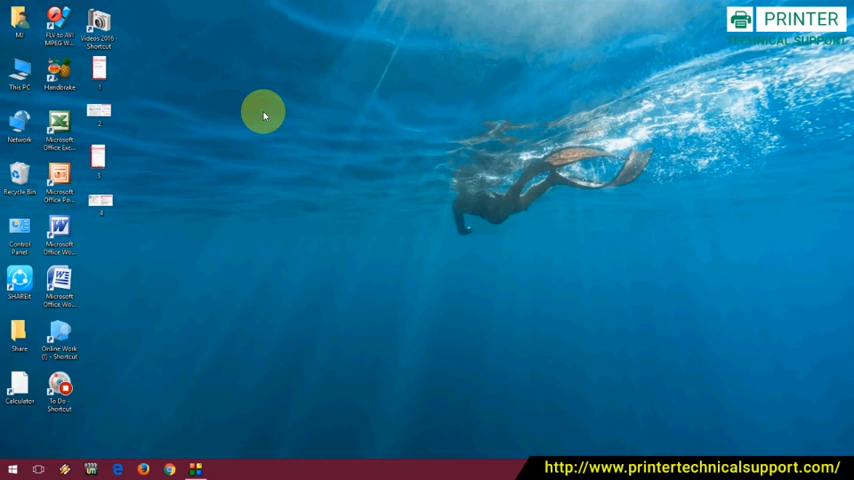 PRINTER
TECHNICAL SUPPORT
MJ
FLV to AVI
MPEG W...
Videos 2016 -
Shortcut
This PC
Handbrake
1
Network
Microsoft
Office Exc...
2
Recycle Bin
Microsoft
Office Po...
3
Control
Panel
Microsoft
Office Wo...
4
SHAREit
Microsoft
Office Wo...
Share
Online Work
(!) - Shortcut
Calculator
To Do -
Shortcut
http://www.printertechnicalsupport.com/